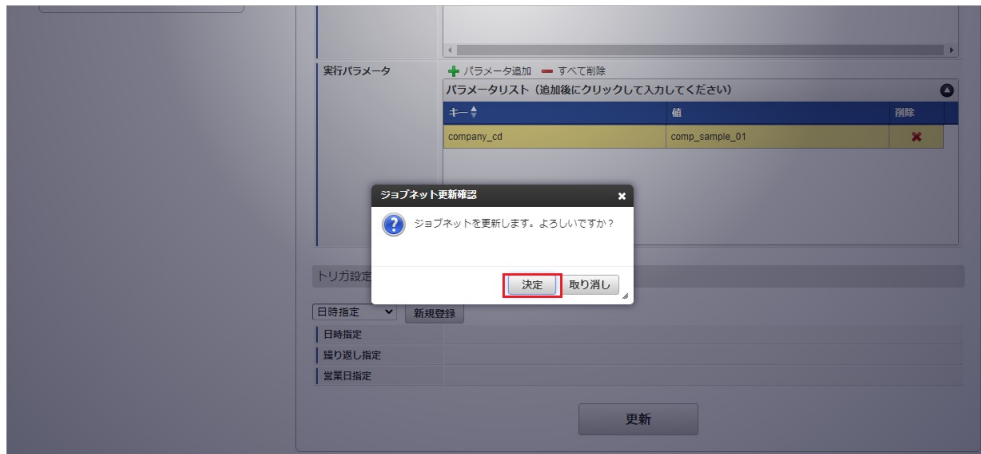 実行パラメータ
パラメータ追加 すべて削除
パラメータリスト（追加後にクリックして入力してください）
キー 値 削除
company_cd comp_sample_01
ジョブネット更新確認
ジョブネットを更新します。よろしいですか？
決定 取り消し
トリガ設定
日時指定 新規登録
日時指定
繰り返し指定
営業日指定
更新